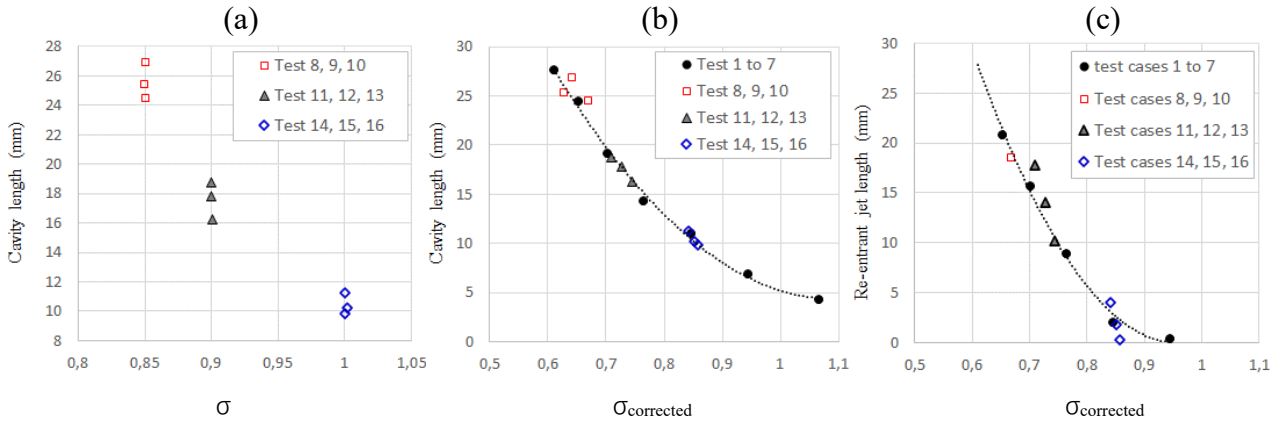 (a)
Cavity length (mm)
28
26
24
22
20
18
16
14
12
10
8
Test 8, 9, 10
Test 11, 12, 13
Test 14, 15, 16
0,8
0,85
0,9
0,95
1
1,05
σ
(b)
Cavity length (mm)
30
25
20
15
10
5
0
Test 1 to 7
Test 8, 9, 10
Test 11, 12, 13
Test 14, 15, 16
0,5
0,6
0,7
0,8
0,9
1
1,1
σcorrected
(c)
Re-entrant jet length (mm)
30
25
20
15
10
5
0
test cases 1 to 7
Test cases 8, 9, 10
Test cases 11, 12, 13
Test cases 14, 15, 16
0,5
0,6
0,7
0,8
0,9
1
1,1
σcorrected